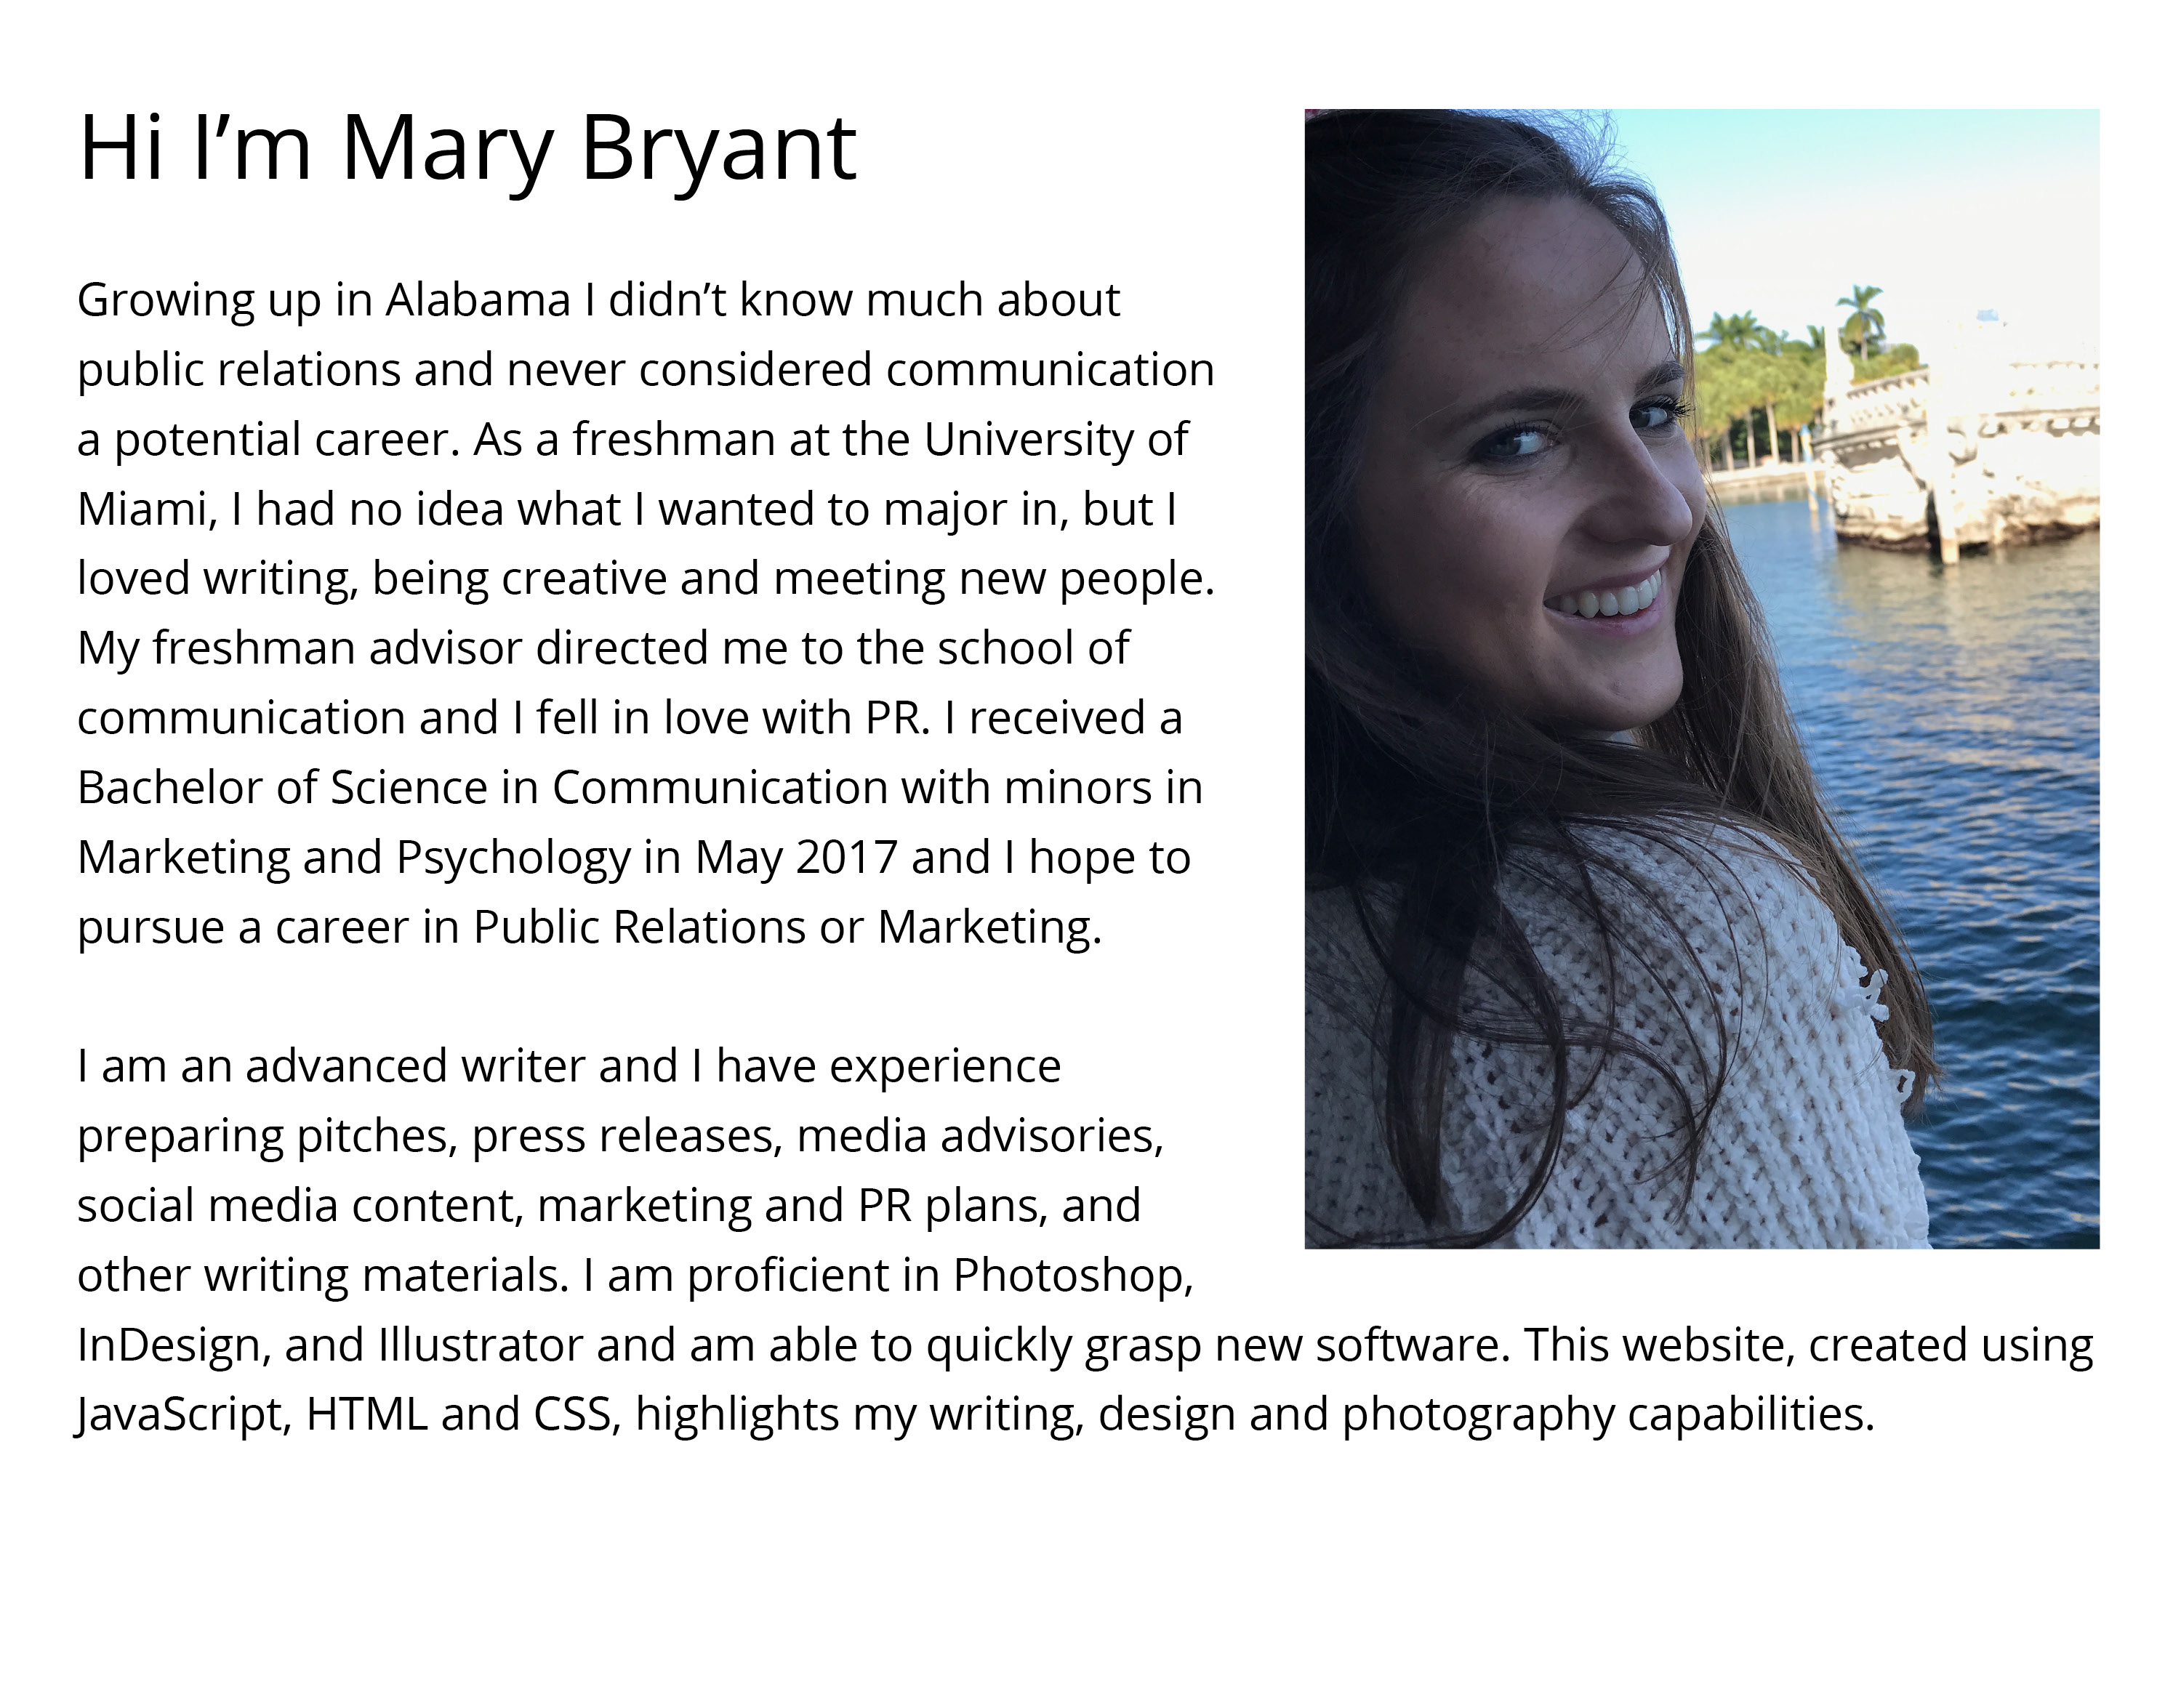 Hi I’m Mary Bryant
Growing up in Alabama I didn’t know much about
public relations and never considered communication
a potential career. As a freshman at the University of
Miami, I had no idea what I wanted to major in, but I
loved writing, being creative and meeting new people.
My freshman advisor directed me to the school of
communication and I fell in love with PR. I received a
Bachelor of Science in Communication with minors in
Marketing and Psychology in May 2017 and I hope to
pursue a career in Public Relations or Marketing.
I am an advanced writer and I have experience
preparing pitches, press releases, media advisories,
social media content, marketing and PR plans, and
other writing materials. I am proficient in Photoshop,
InDesign, and Illustrator and am able to quickly grasp new software. This website, created using
JavaScript, HTML and CSS, highlights my writing, design and photography capabilities.